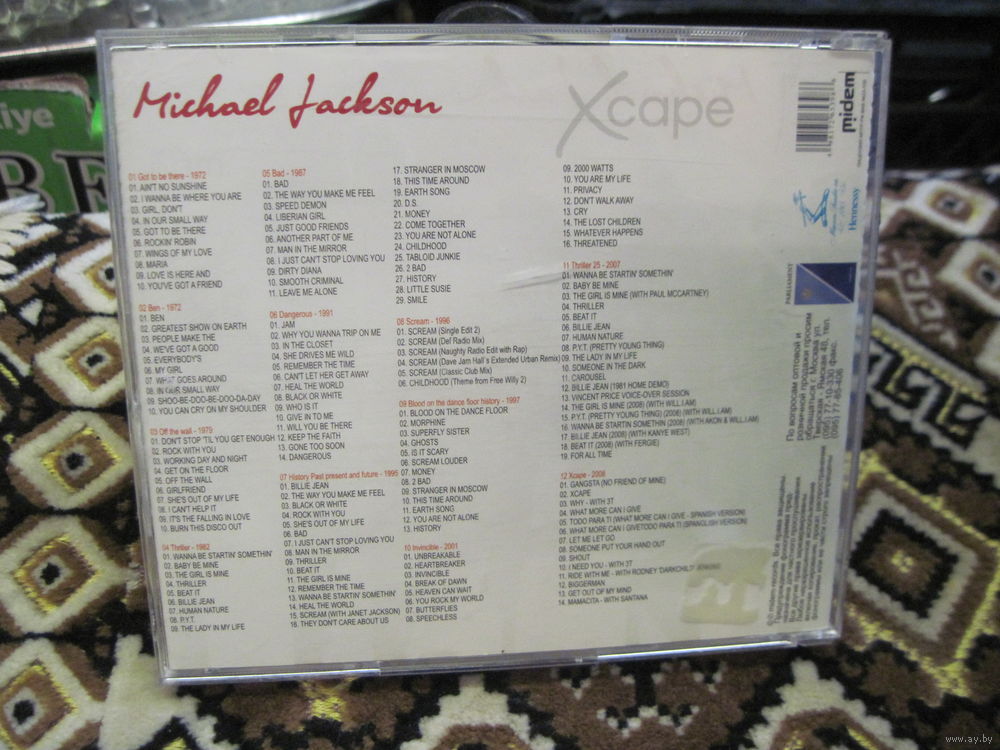 Michael Jackson
Xcape
01 Got to be there - 1972
01. AIN'T NO SUNSHINE
02. I WANNA BE WHERE YOU ARE
03. GIRL, DON'T
04. IN OUR SMALL WAY
05. GOT TO BE THERE
06. ROCKIN' ROBIN
07. WINGS OF MY LOVE
08. MARIA
09. LOVE IS HERE AND
10. YOU'VE GOT A FRIEND
02 Ben - 1972
01. BEN
02. GREATEST SHOW ON EARTH
03. PEOPLE MAKE THE
04. WE'VE GOT A GOOD
05. EVERYBODY'S
06. MY GIRL
07. WHAT GOES AROUND
08. IN OUR SMALL WAY
09. SHOO-BE-DOO-BE-DOO-DA-DAY
10. YOU CAN CRY ON MY SHOULDER
03 Off the wall - 1979
01. DON'T STOP 'TIL YOU GET ENOUGH
02. ROCK WITH YOU
03. WORKING DAY AND NIGHT
04. GET ON THE FLOOR
05. OFF THE WALL
06. GIRLFRIEND
07. SHE'S OUT OF MY LIFE
08. I CAN'T HELP IT
09. IT'S THE FALLING IN LOVE
10. BURN THIS DISCO OUT
04 Thriller - 1982
01. WANNA BE STARTIN' SOMETHIN'
02. BABY BE MINE
03. THE GIRL IS MINE
04. THRILLER
05. BEAT IT
06. BILLIE JEAN
07. HUMAN NATURE
08. P.Y.T.
09. THE LADY IN MY LIFE
05 Bad - 1987
01. BAD
02. THE WAY YOU MAKE ME FEEL
03. SPEED DEMON
04. LIBERIAN GIRL
05. JUST GOOD FRIENDS
06. ANOTHER PART OF ME
07. MAN IN THE MIRROR
08. I JUST CAN'T STOP LOVING YOU
09. DIRTY DIANA
10. SMOOTH CRIMINAL
11. LEAVE ME ALONE
06 Dangerous - 1991
01. JAM
02. WHY YOU WANNA TRIP ON ME
03. IN THE CLOSET
04. SHE DRIVES ME WILD
05. REMEMBER THE TIME
06. CAN'T LET HER GET AWAY
07. HEAL THE WORLD
08. BLACK OR WHITE
09. WHO IS IT
10. GIVE IN TO ME
11. WILL YOU BE THERE
12. KEEP THE FAITH
13. GONE TOO SOON
14. DANGEROUS
07 History Past present and future - 1995
01. BILLIE JEAN
02. THE WAY YOU MAKE ME FEEL
03. BLACK OR WHITE
04. ROCK WITH YOU
05. SHE'S OUT OF MY LIFE
06. BAD
07. I JUST CAN'T STOP LOVING YOU
08. MAN IN THE MIRROR
09. THRILLER
10. BEAT IT
11. THE GIRL IS MINE
12. REMEMBER THE TIME
13. WANNA BE STARTIN' SOMETHIN'
14. HEAL THE WORLD
15. SCREAM (WITH JANET JACKSON)
16. THEY DON'T CARE ABOUT US
17. STRANGER IN MOSCOW
18. THIS TIME AROUND
19. EARTH SONG
20. D.S.
21. MONEY
22. COME TOGETHER
23. YOU ARE NOT ALONE
24. CHILDHOOD
25. TABLOID JUNKIE
26. 2 BAD
27. HISTORY
28. LITTLE SUSIE
29. SMILE
08 Scream - 1996
01. SCREAM (Single Edit 2)
02. SCREAM (Def Radio Mix)
03. SCREAM (Naughty Radio Edit with Rap)
04. SCREAM (Dave Jam Hall's Extended Urban Remix)
05. SCREAM (Classic Club Mix)
06. CHILDHOOD (Theme from Free Willy 2)
09 Blood on the dance floor history - 1997
01. BLOOD ON THE DANCE FLOOR
02. MORPHINE
03. SUPERFLY SISTER
04. GHOSTS
05. IS IT SCARY
06. SCREAM LOUDER
07. MONEY
08. 2 BAD
09. STRANGER IN MOSCOW
10. THIS TIME AROUND
11. EARTH SONG
12. YOU ARE NOT ALONE
13. HISTORY
10 Invincible - 2001
01. UNBREAKABLE
02. HEARTBREAKER
03. INVINCIBLE
04. BREAK OF DAWN
05. HEAVEN CAN WAIT
06. YOU ROCK MY WORLD
07. BUTTERFLIES
08. SPEECHLESS
09. 2000 WATTS
10. YOU ARE MY LIFE
11. PRIVACY
12. DON'T WALK AWAY
13. CRY
14. THE LOST CHILDREN
15. WHATEVER HAPPENS
16. THREATENED
11 Thriller 25 - 2007
01. WANNA BE STARTIN' SOMETHIN'
02. BABY BE MINE
03. THE GIRL IS MINE (WITH PAUL MCCARTNEY)
04. THRILLER
05. BEAT IT
06. BILLIE JEAN
07. HUMAN NATURE
08. P.Y.T. (PRETTY YOUNG THING)
09. THE LADY IN MY LIFE
10. SOMEONE IN THE DARK
11. CAROUSEL
12. BILLIE JEAN (1981 HOME DEMO)
13. VINCENT PRICE VOICE-OVER SESSION
14. THE GIRL IS MINE (2008) (WITH WILL.I.AM)
15. P.Y.T. (PRETTY YOUNG THING) (2008) (WITH WILL.I.AM)
16. WANNA BE STARTIN SOMETHIN (2008) (WITH AKON & WILL.I.AM)
17. BILLIE JEAN (2008) (WITH KANYE WEST)
18. BEAT IT (2008) (WITH FERGIE)
19. FOR ALL TIME
12 Xcape - 2008
01. GANGSTA (NO FRIEND OF MINE)
02. XCAPE
03. WHY - WITH 3T
04. WHAT MORE CAN I GIVE
05. TODO PARA TI (WHAT MORE CAN I GIVE - SPANISH VERSION)
06. WHAT MORE CAN I GIVETODO PARA TI (SPANGLISH VERSION)
07. LET ME LET GO
08. SOMEONE PUT YOUR HAND OUT
09. SHOUT
10. I NEED YOU - WITH 3T
11. RIDE WITH ME - WITH RODNEY 'DARKCHILD' JERKINS
12. BIGGERMAN
13. GET OUT OF MY MIND
14. MAMACITA - WITH SANTANA
midem
Hennessy
PARLIAMENT
По вопросам оптовой и
розничной продажи просим
обращаться: г. Москва ул.
Тверская - Ямская 40, тел.
(095) 77-10-330 факс.
(095) 77-65-406
iye
BE
www.ay.by